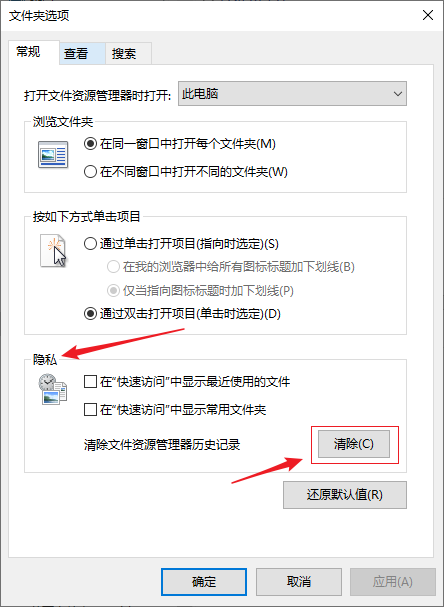 文件夹选项
常规 查看 搜索
打开文件资源管理器时打开: 此电脑
浏览文件夹
在同一窗口中打开每个文件夹(M)
在不同窗口中打开不同的文件夹(W)
按如下方式单击项目
通过单击打开项目(指向时选定)(S)
在我的浏览器中给所有图标标题加下划线(B)
仅当指向图标标题时加下划线(P)
通过双击打开项目(单击时选定)(D)
隐私
在“快速访问”中显示最近使用的文件
在“快速访问”中显示常用文件夹
清除文件资源管理器历史记录 清除(C)
还原默认值(R)
确定 取消 应用(A)